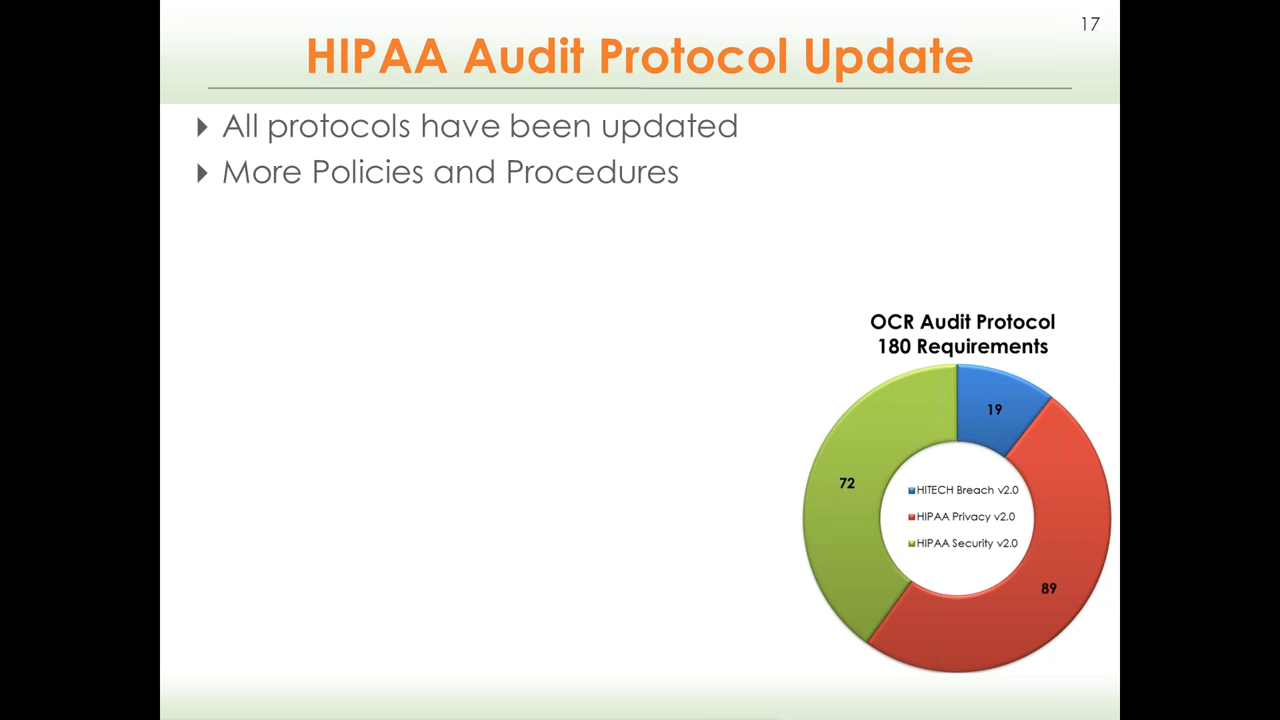 17
HIPAA Audit Protocol Update
All protocols have been updated
More Policies and Procedures
OCR Audit Protocol
180 Requirements
19
72
HITECH Breach v2.0
HIPAA Privacy v2.0
HIPAA Security v2.0
89